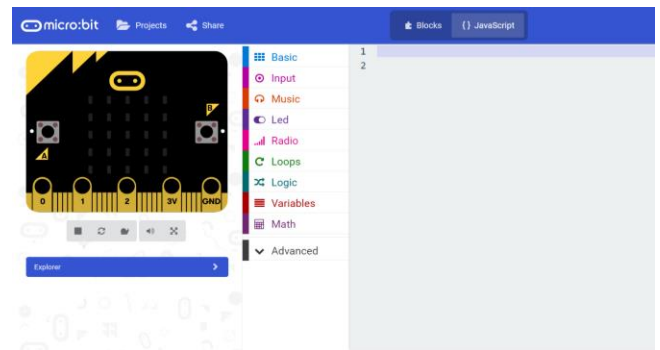 micro:bit Projects Share Blocks {} JavaScript
B
A
0 1 2 3V GND
Explorer
Basic
Input
Music
Led
Radio
Loops
Logic
Variables
Math
Advanced
1
2